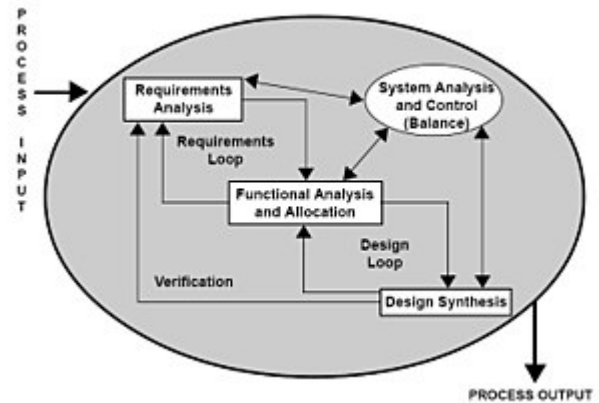 PROCESS INPUT
Requirements
Analysis
System Analysis
and Control
(Balance)
Requirements
Loop
Functional Analysis
and Allocation
Design
Loop
Verification
Design Synthesis
PROCESS OUTPUT